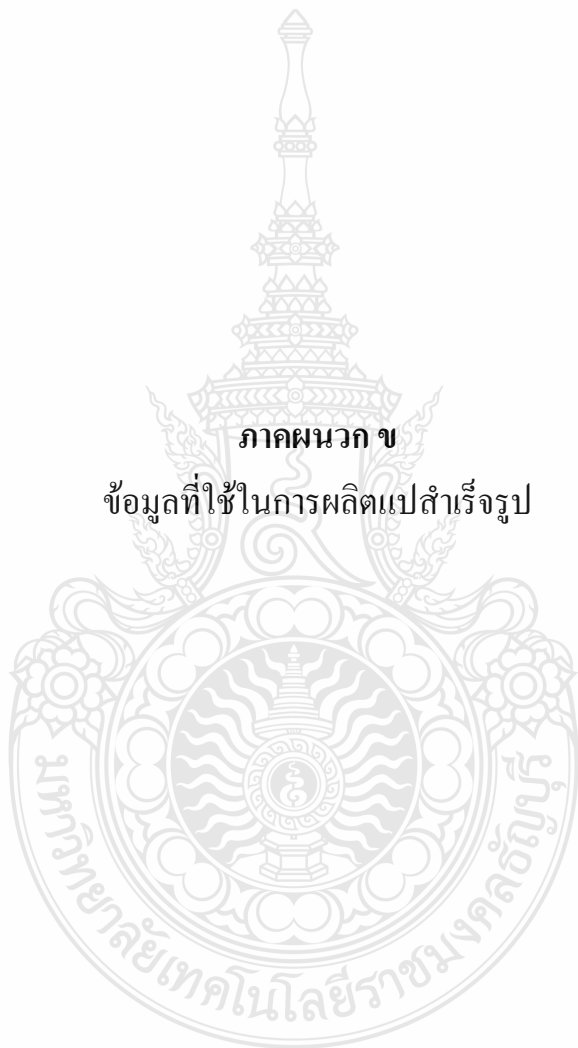 ภาคผนวก ข
ข้อมูลที่ใช้ในการผลิตแปสำเร็จรูป
มหาวิทยาลัยเทคโนโลยีราชมงคลธัญบุรี